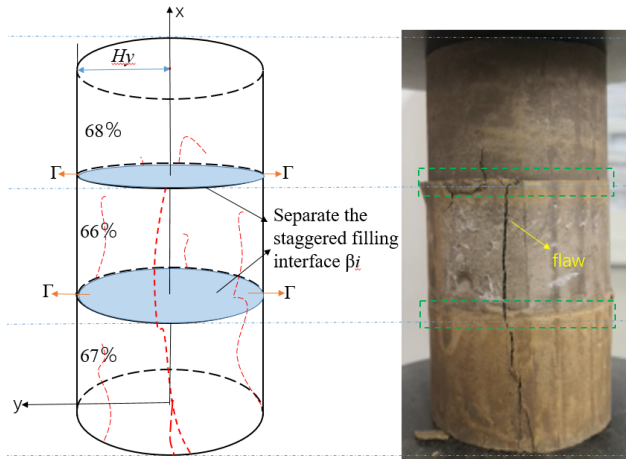 x
Hy
68%
Γ
Γ
Separate the
staggered filling
interface βi
66%
flaw
Γ
Γ
67%
y